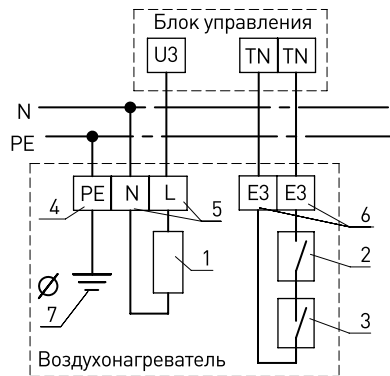 Блок управления
U3 TN TN
N
PE
PE N L E3 E3
4 5 6
1
2
7
3
Воздухонагреватель